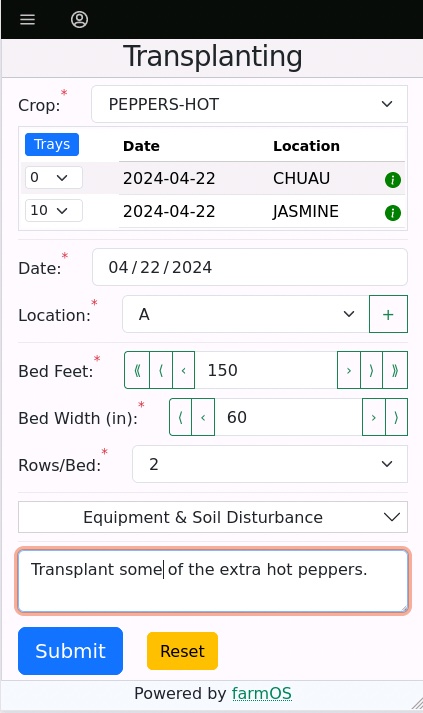 Transplanting
Crop:* PEPPERS-HOT
Trays Date Location
0 2024-04-22 CHUAU i
10 2024-04-22 JASMINE i
Date:* 04/22/2024
Location:* A +
Bed Feet:* ⟪ ⟨ ‹ 150 › ⟩ ⟫
Bed Width (in):* ⟨ ‹ 60 › ⟩
Rows/Bed:* 2
Equipment & Soil Disturbance
Transplant some of the extra hot peppers.
Submit Reset
Powered by farmOS